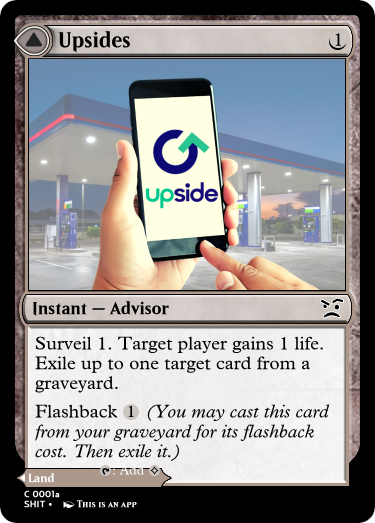 Upsides
1
upside
Instant — Advisor
Surveil 1. Target player gains 1 life.
Exile up to one target card from a
graveyard.
Flashback 1 (You may cast this card
from your graveyard for its flashback
cost. Then exile it.)
: Add
Land
C 0001a
SHIT • THIS IS AN APP